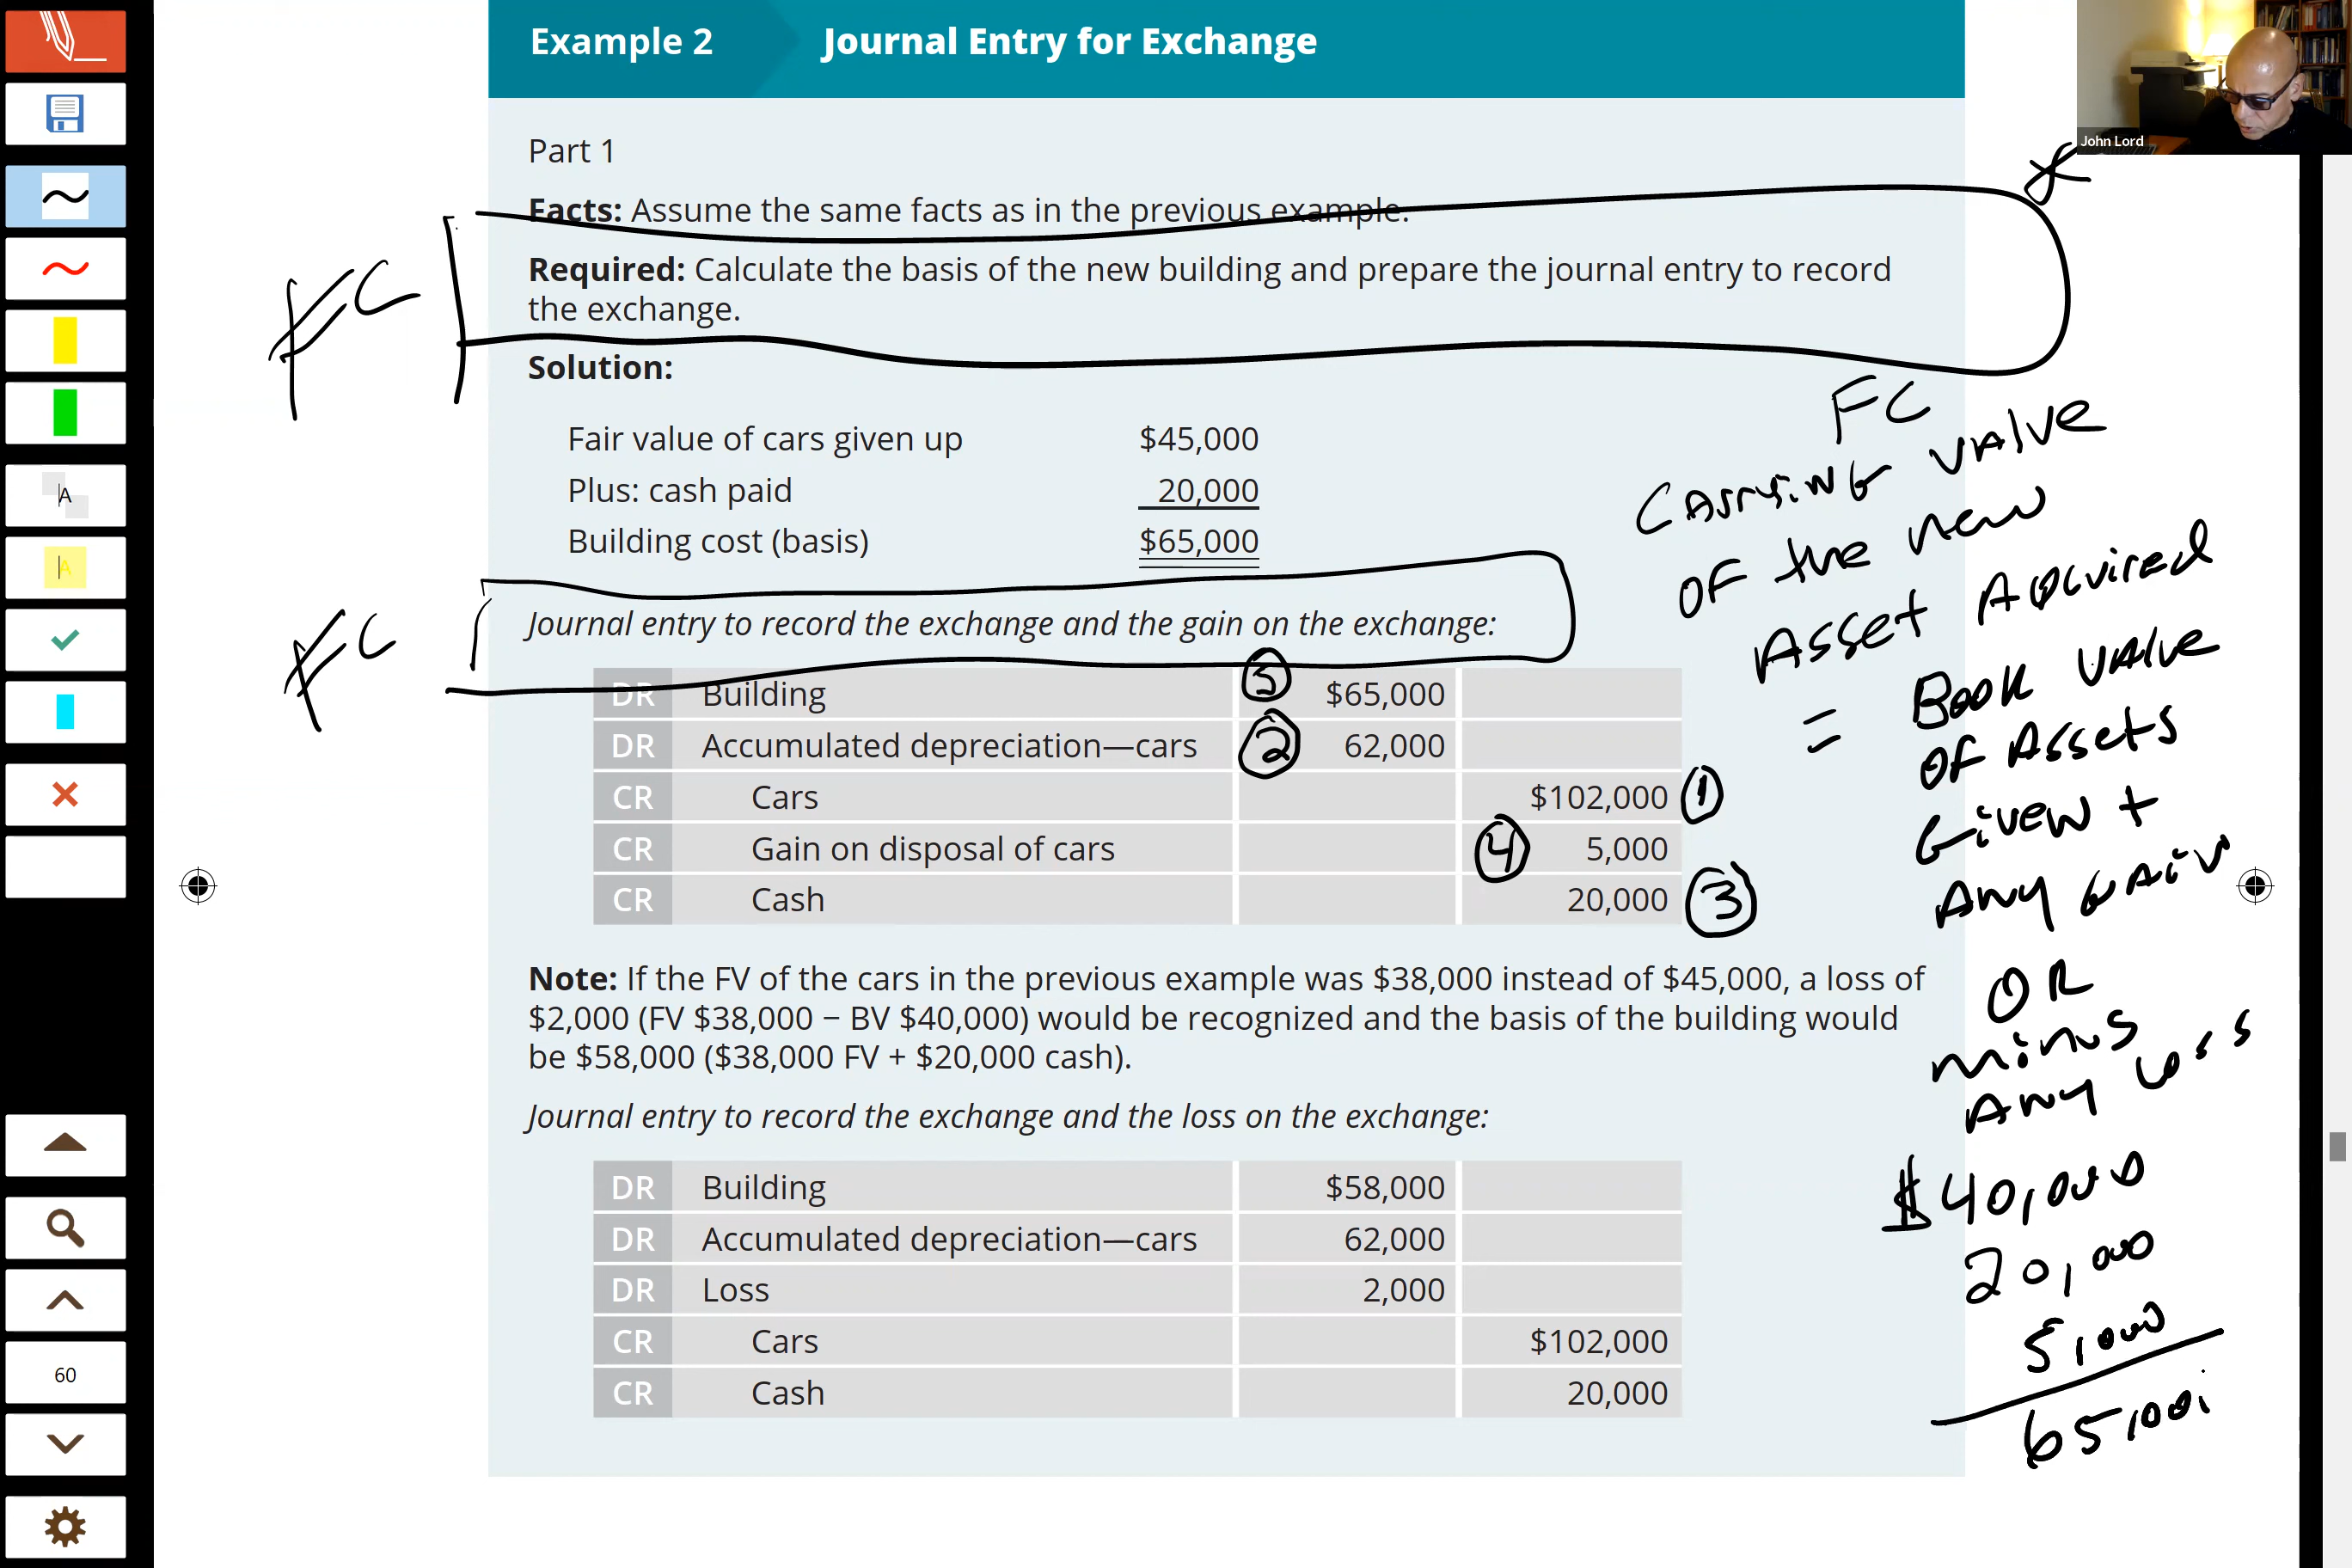 Example 2 Journal Entry for Exchange
John Lord
Part 1
Facts: Assume the same facts as in the previous example.
Required: Calculate the basis of the new building and prepare the journal entry to record
the exchange.
FC
Solution:
Fair value of cars given up $45,000
Plus: cash paid 20,000
Building cost (basis) $65,000
Journal entry to record the exchange and the gain on the exchange:
FC
DR Building 5 $65,000
DR Accumulated depreciation—cars 2 62,000
CR Cars $102,000 1
CR Gain on disposal of cars 4 5,000
CR Cash 20,000 3
Note: If the FV of the cars in the previous example was $38,000 instead of $45,000, a loss of
$2,000 (FV $38,000 − BV $40,000) would be recognized and the basis of the building would
be $58,000 ($38,000 FV + $20,000 cash).
Journal entry to record the exchange and the loss on the exchange:
DR Building $58,000
DR Accumulated depreciation—cars 62,000
DR Loss 2,000
CR Cars $102,000
CR Cash 20,000
FC
Carrying value
of the new
Asset Acquired
= Book value
of Assets
Given +
Any gain
OR
minus
Any Loss
$40,000
20,000
5,000
65,000
A
A
60